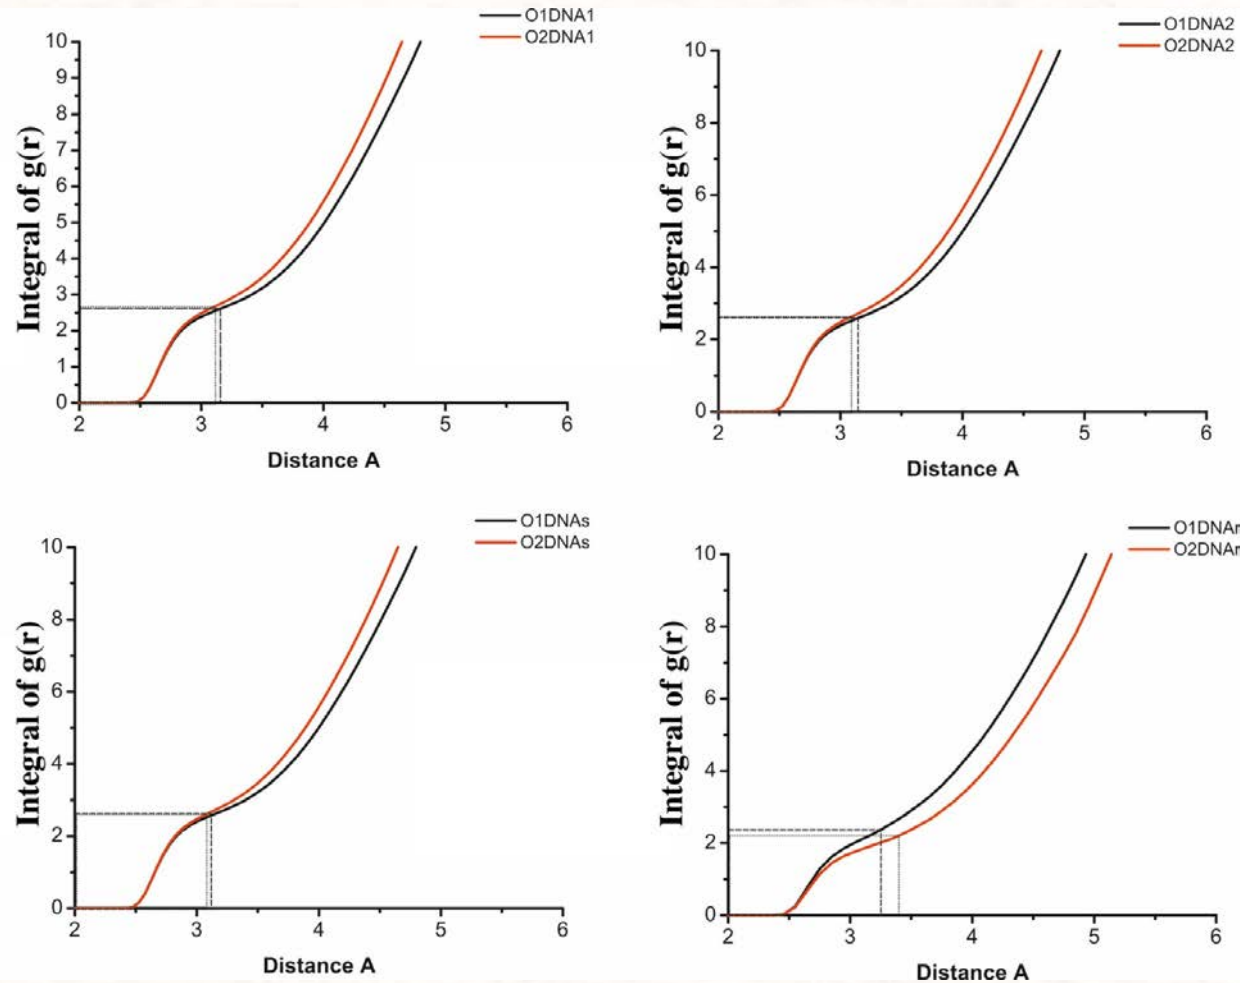 O1DNA1
O2DNA1
10
9
8
7
6
5
4
3
2
1
0
2 3 4 5 6
Integral of g(r)
Distance A
O1DNA2
O2DNA2
10
8
6
4
2
0
2 3 4 5 6
Integral of g(r)
Distance A
O1DNAs
O2DNAs
10
8
6
4
2
0
2 3 4 5 6
Integral of g(r)
Distance A
O1DNAr
O2DNAr
10
8
6
4
2
0
2 3 4 5 6
Integral of g(r)
Distance A